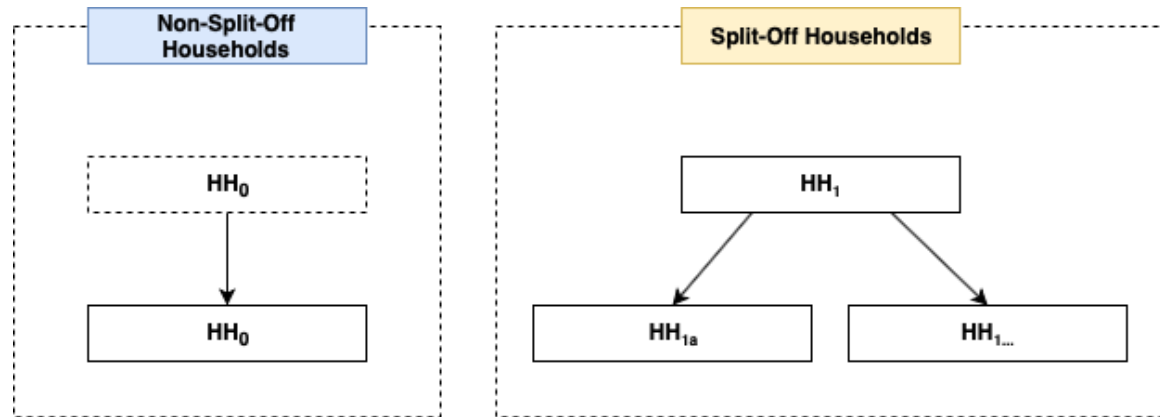 Non-Split-Off
Households
Split-Off Households
HH₀
HH₁
HH₀
HH₁ₐ
HH₁...